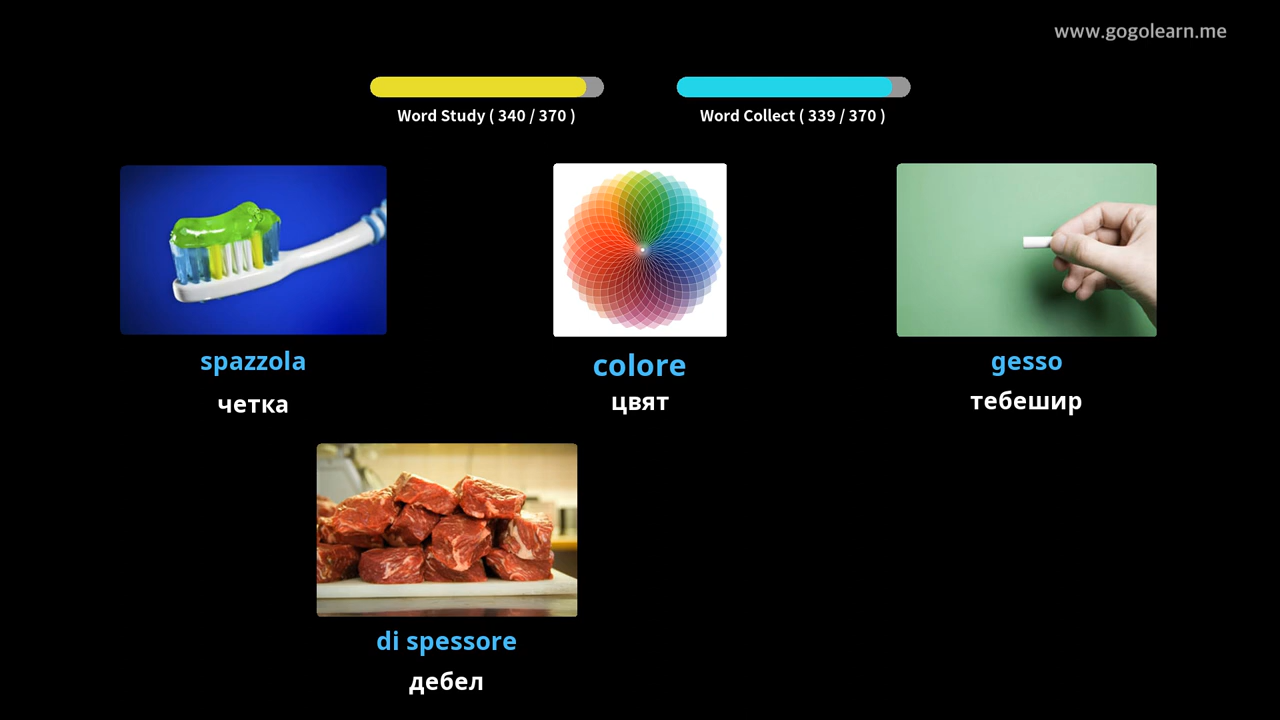 www.gogolearn.me
Word Study ( 340 / 370 )
Word Collect ( 339 / 370 )
spazzola
четка
colore
цвят
gesso
тебешир
di spessore
дебел